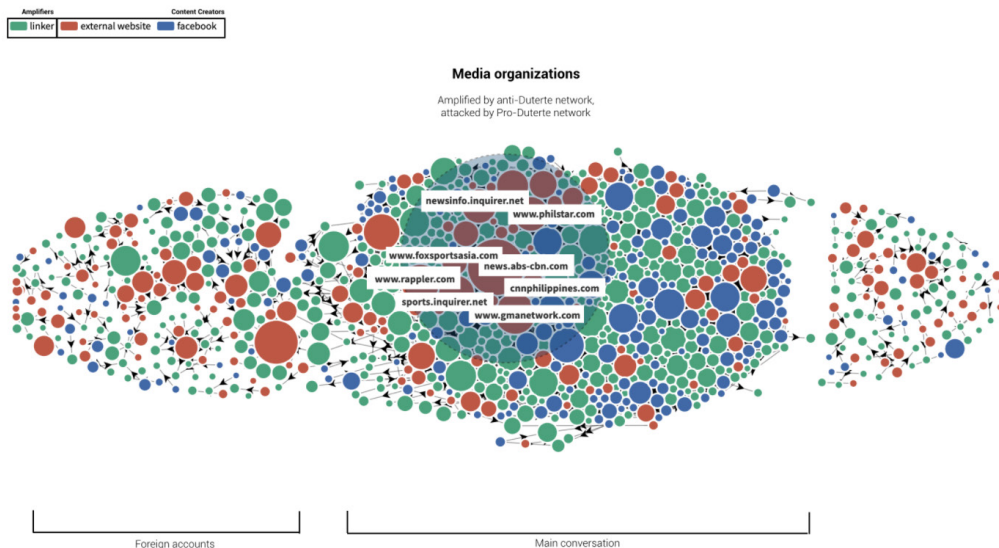 Amplifiers
Content Creators
linker
external website
facebook
Media organizations
Amplified by anti-Duterte network,
attacked by Pro-Duterte network
newsinfo.inquirer.net
www.philstar.com
www.foxsportsasia.com
news.abs-cbn.com
www.rappler.com
cnnphilippines.com
sports.inquirer.net
www.gmanetwork.com
Foreign accounts
Main conversation